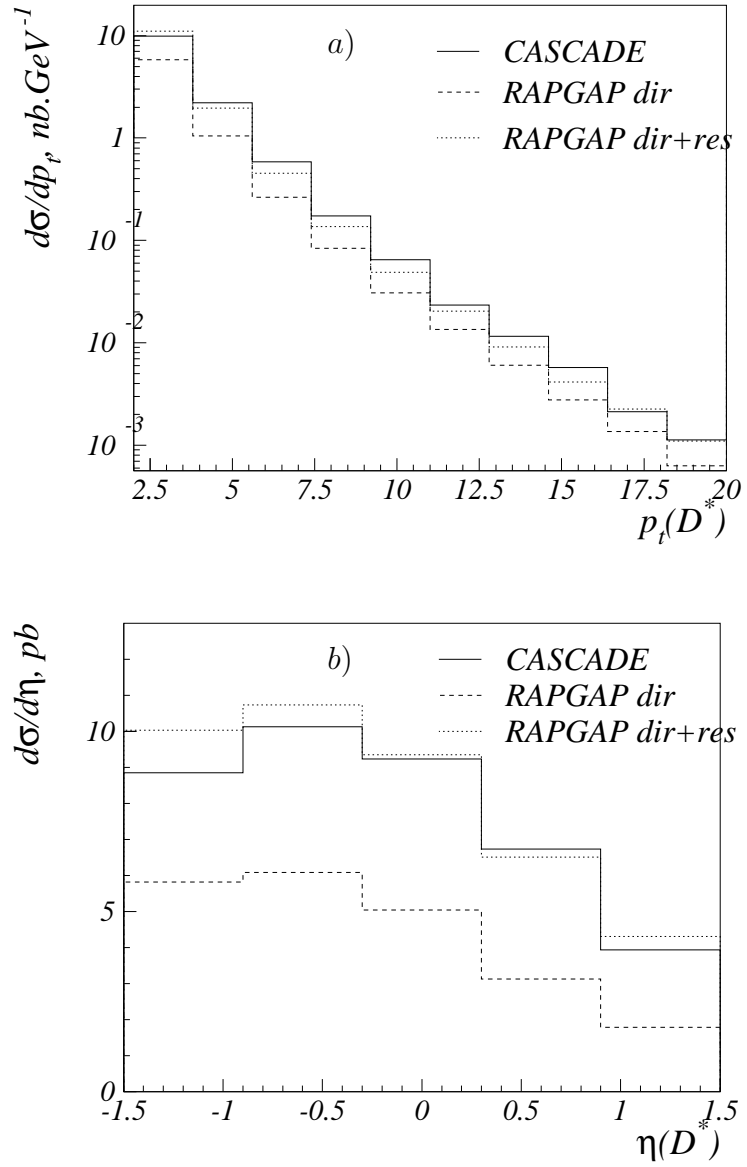 dσ/dp_t, nb.GeV^-1
10
1
10^-1
10^-2
10^-3
a)
CASCADE
RAPGAP dir
RAPGAP dir+res
2.5 5 7.5 10 12.5 15 17.5 20
p_t(D^*)
dσ/dη, pb
10
5
0
b)
CASCADE
RAPGAP dir
RAPGAP dir+res
-1.5 -1 -0.5 0 0.5 1 1.5
η(D^*)